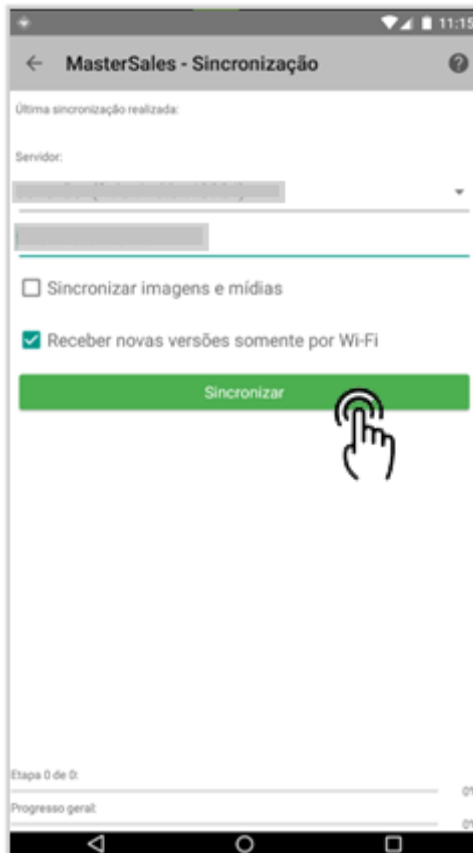 11:15
MasterSales - Sincronização
Última sincronização realizada:
Servidor:
Sincronizar imagens e mídias
Receber novas versões somente por Wi-Fi
Sincronizar
Etapa 0 de 0:
Progresso geral: